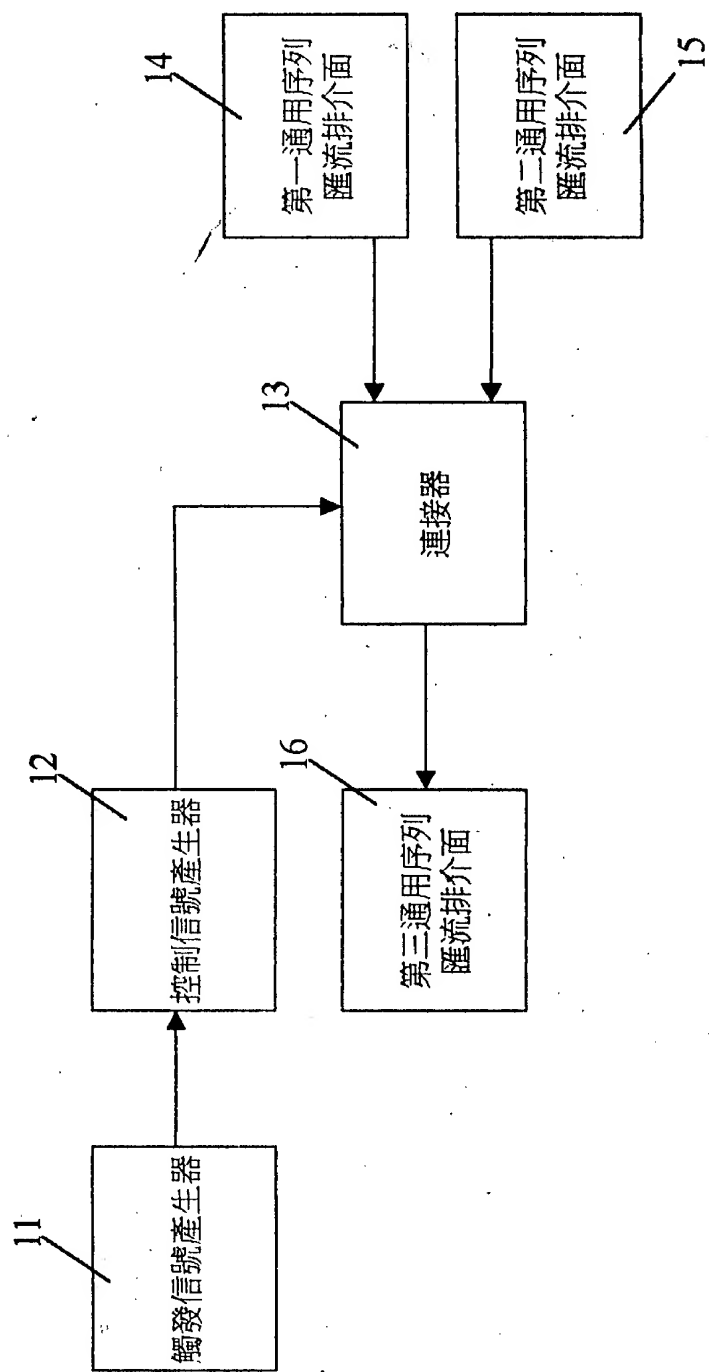 11
觸發信號產生器
12
控制信號產生器
13
連接器
14
第一通用序列
匯流排介面
15
第二通用序列
匯流排介面
16
第三通用序列
匯流排介面